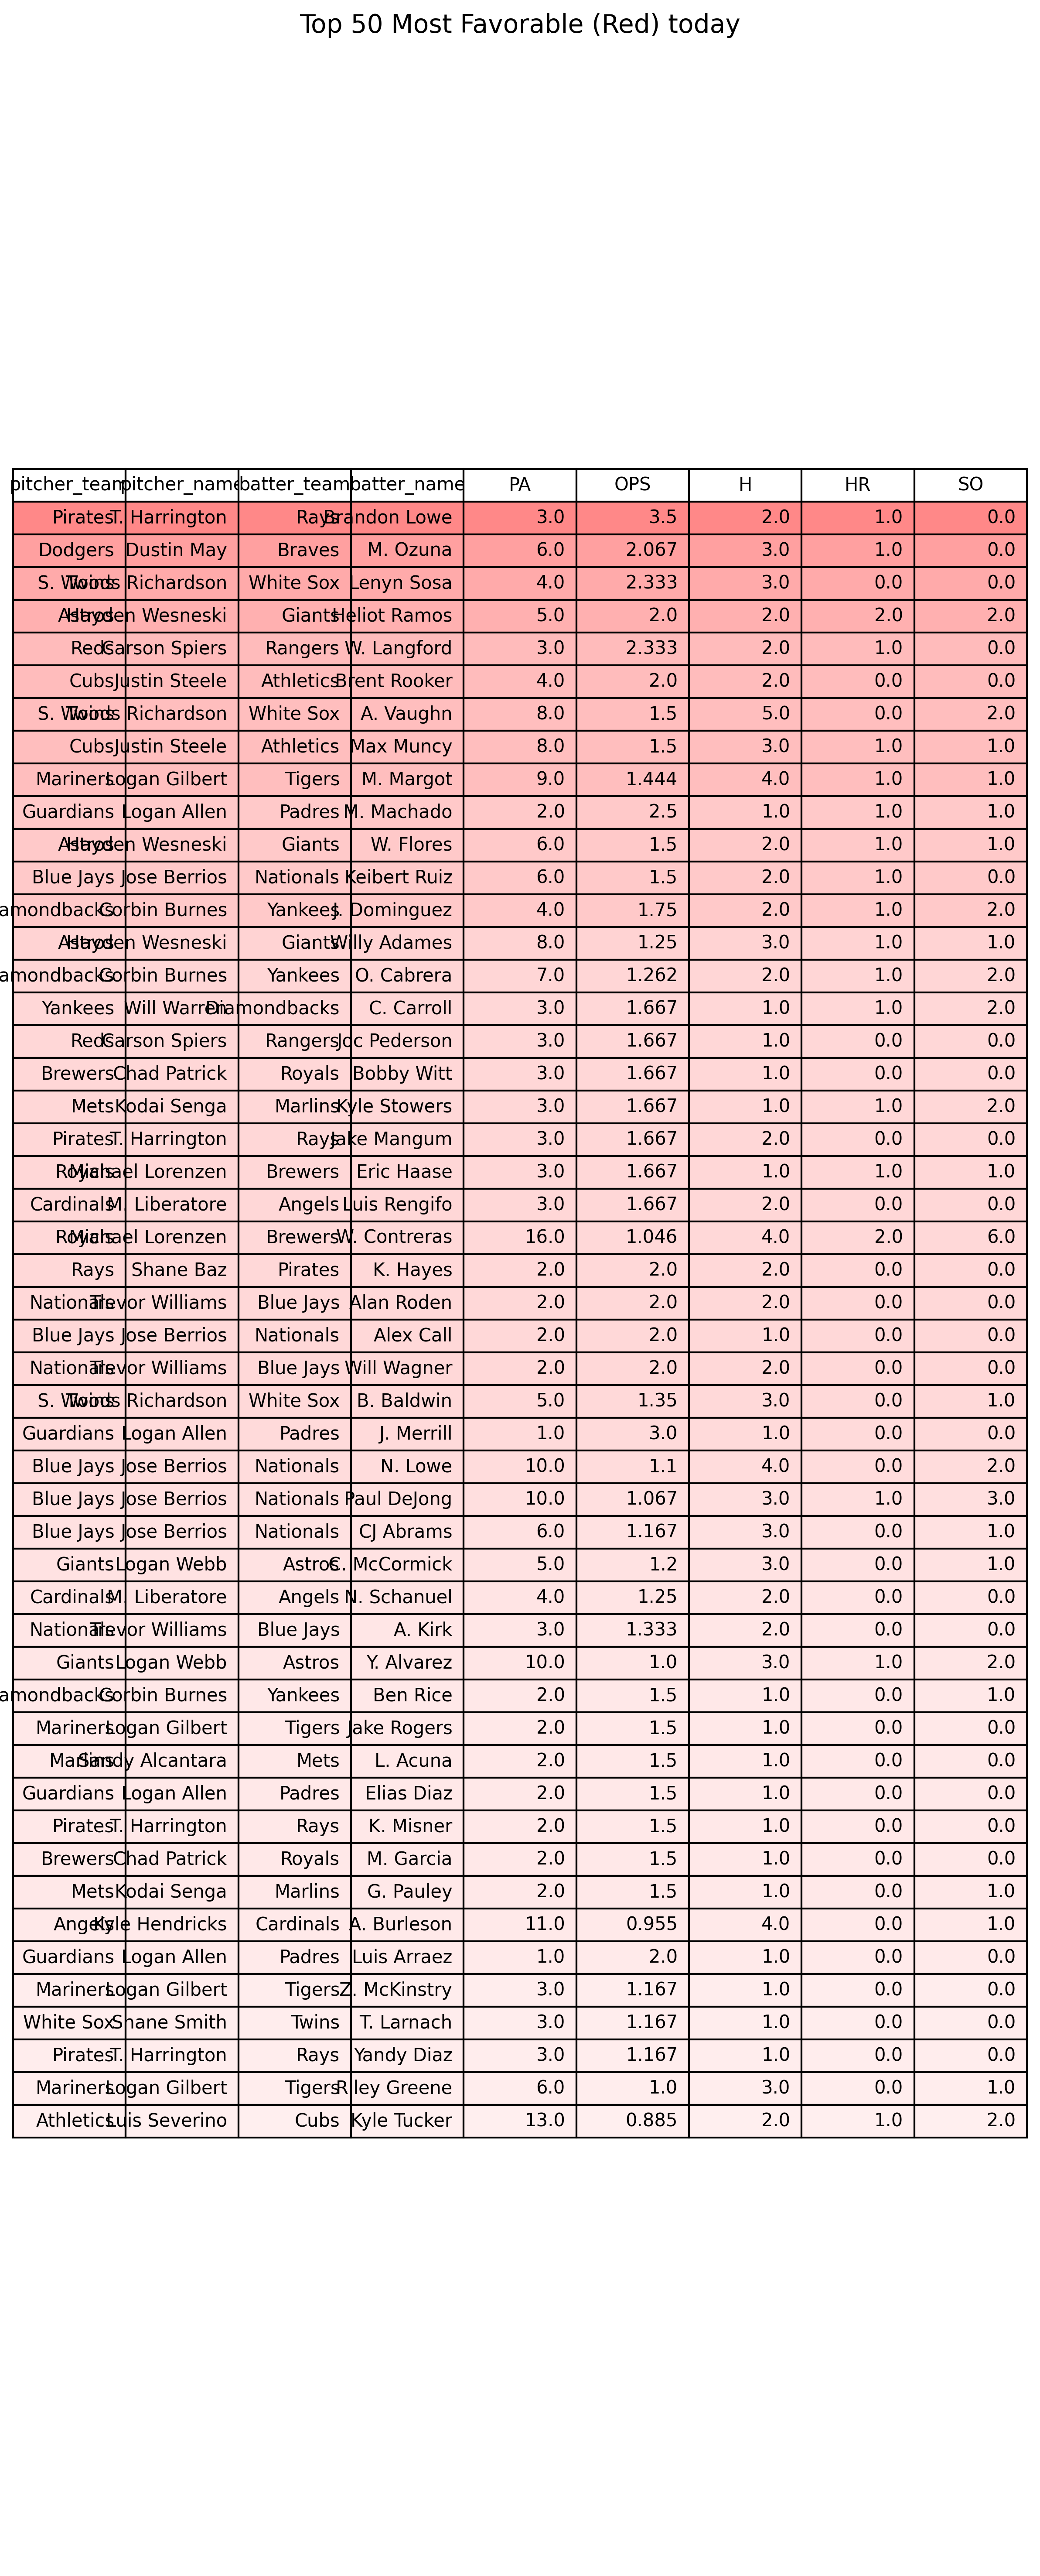 Top 50 Most Favorable (Red) today
pitcher_team pitcher_name batter_team batter_name PA OPS H HR SO
Pirates T. Harrington Rays Brandon Lowe 3.0 3.5 2.0 1.0 0.0
Dodgers Dustin May Braves M. Ozuna 6.0 2.067 3.0 1.0 0.0
Twins S. Woods Richardson White Sox Lenyn Sosa 4.0 2.333 3.0 0.0 0.0
Astros Hayden Wesneski Giants Heliot Ramos 5.0 2.0 2.0 2.0 2.0
Reds Carson Spiers Rangers W. Langford 3.0 2.333 2.0 1.0 0.0
Cubs Justin Steele Athletics Brent Rooker 4.0 2.0 2.0 0.0 0.0
Twins S. Woods Richardson White Sox A. Vaughn 8.0 1.5 5.0 0.0 2.0
Cubs Justin Steele Athletics Max Muncy 8.0 1.5 3.0 1.0 1.0
Mariners Logan Gilbert Tigers M. Margot 9.0 1.444 4.0 1.0 1.0
Guardians Logan Allen Padres M. Machado 2.0 2.5 1.0 1.0 1.0
Astros Hayden Wesneski Giants W. Flores 6.0 1.5 2.0 1.0 1.0
Blue Jays Jose Berrios Nationals Keibert Ruiz 6.0 1.5 2.0 1.0 0.0
amondbacks Corbin Burnes Yankees J. Dominguez 4.0 1.75 2.0 1.0 2.0
Astros Hayden Wesneski Giants Willy Adames 8.0 1.25 3.0 1.0 1.0
amondbacks Corbin Burnes Yankees O. Cabrera 7.0 1.262 2.0 1.0 2.0
Yankees Will Warren Diamondbacks C. Carroll 3.0 1.667 1.0 1.0 2.0
Reds Carson Spiers Rangers Joc Pederson 3.0 1.667 1.0 0.0 0.0
Brewers Chad Patrick Royals Bobby Witt 3.0 1.667 1.0 0.0 0.0
Mets Kodai Senga Marlins Kyle Stowers 3.0 1.667 1.0 1.0 2.0
Pirates T. Harrington Rays Jake Mangum 3.0 1.667 2.0 0.0 0.0
Royals Michael Lorenzen Brewers Eric Haase 3.0 1.667 1.0 1.0 1.0
Cardinals M. Liberatore Angels Luis Rengifo 3.0 1.667 2.0 0.0 0.0
Royals Michael Lorenzen Brewers W. Contreras 16.0 1.046 4.0 2.0 6.0
Rays Shane Baz Pirates K. Hayes 2.0 2.0 2.0 0.0 0.0
Nationals Trevor Williams Blue Jays Alan Roden 2.0 2.0 2.0 0.0 0.0
Blue Jays Jose Berrios Nationals Alex Call 2.0 2.0 1.0 0.0 0.0
Nationals Trevor Williams Blue Jays Will Wagner 2.0 2.0 2.0 0.0 0.0
Twins S. Woods Richardson White Sox B. Baldwin 5.0 1.35 3.0 0.0 1.0
Guardians Logan Allen Padres J. Merrill 1.0 3.0 1.0 0.0 0.0
Blue Jays Jose Berrios Nationals N. Lowe 10.0 1.1 4.0 0.0 2.0
Blue Jays Jose Berrios Nationals Paul DeJong 10.0 1.067 3.0 1.0 3.0
Blue Jays Jose Berrios Nationals CJ Abrams 6.0 1.167 3.0 0.0 1.0
Giants Logan Webb Astros C. McCormick 5.0 1.2 3.0 0.0 1.0
Cardinals M. Liberatore Angels N. Schanuel 4.0 1.25 2.0 0.0 0.0
Nationals Trevor Williams Blue Jays A. Kirk 3.0 1.333 2.0 0.0 0.0
Giants Logan Webb Astros Y. Alvarez 10.0 1.0 3.0 1.0 2.0
amondbacks Corbin Burnes Yankees Ben Rice 2.0 1.5 1.0 0.0 1.0
Mariners Logan Gilbert Tigers Jake Rogers 2.0 1.5 1.0 0.0 0.0
Marlins Sandy Alcantara Mets L. Acuna 2.0 1.5 1.0 0.0 0.0
Guardians Logan Allen Padres Elias Diaz 2.0 1.5 1.0 0.0 0.0
Pirates T. Harrington Rays K. Misner 2.0 1.5 1.0 0.0 0.0
Brewers Chad Patrick Royals M. Garcia 2.0 1.5 1.0 0.0 0.0
Mets Kodai Senga Marlins G. Pauley 2.0 1.5 1.0 0.0 1.0
Angels Kyle Hendricks Cardinals A. Burleson 11.0 0.955 4.0 0.0 1.0
Guardians Logan Allen Padres Luis Arraez 1.0 2.0 1.0 0.0 0.0
Mariners Logan Gilbert Tigers Z. McKinstry 3.0 1.167 1.0 0.0 0.0
White Sox Shane Smith Twins T. Larnach 3.0 1.167 1.0 0.0 0.0
Pirates T. Harrington Rays Yandy Diaz 3.0 1.167 1.0 0.0 0.0
Mariners Logan Gilbert Tigers Riley Greene 6.0 1.0 3.0 0.0 1.0
Athletics Luis Severino Cubs Kyle Tucker 13.0 0.885 2.0 1.0 2.0